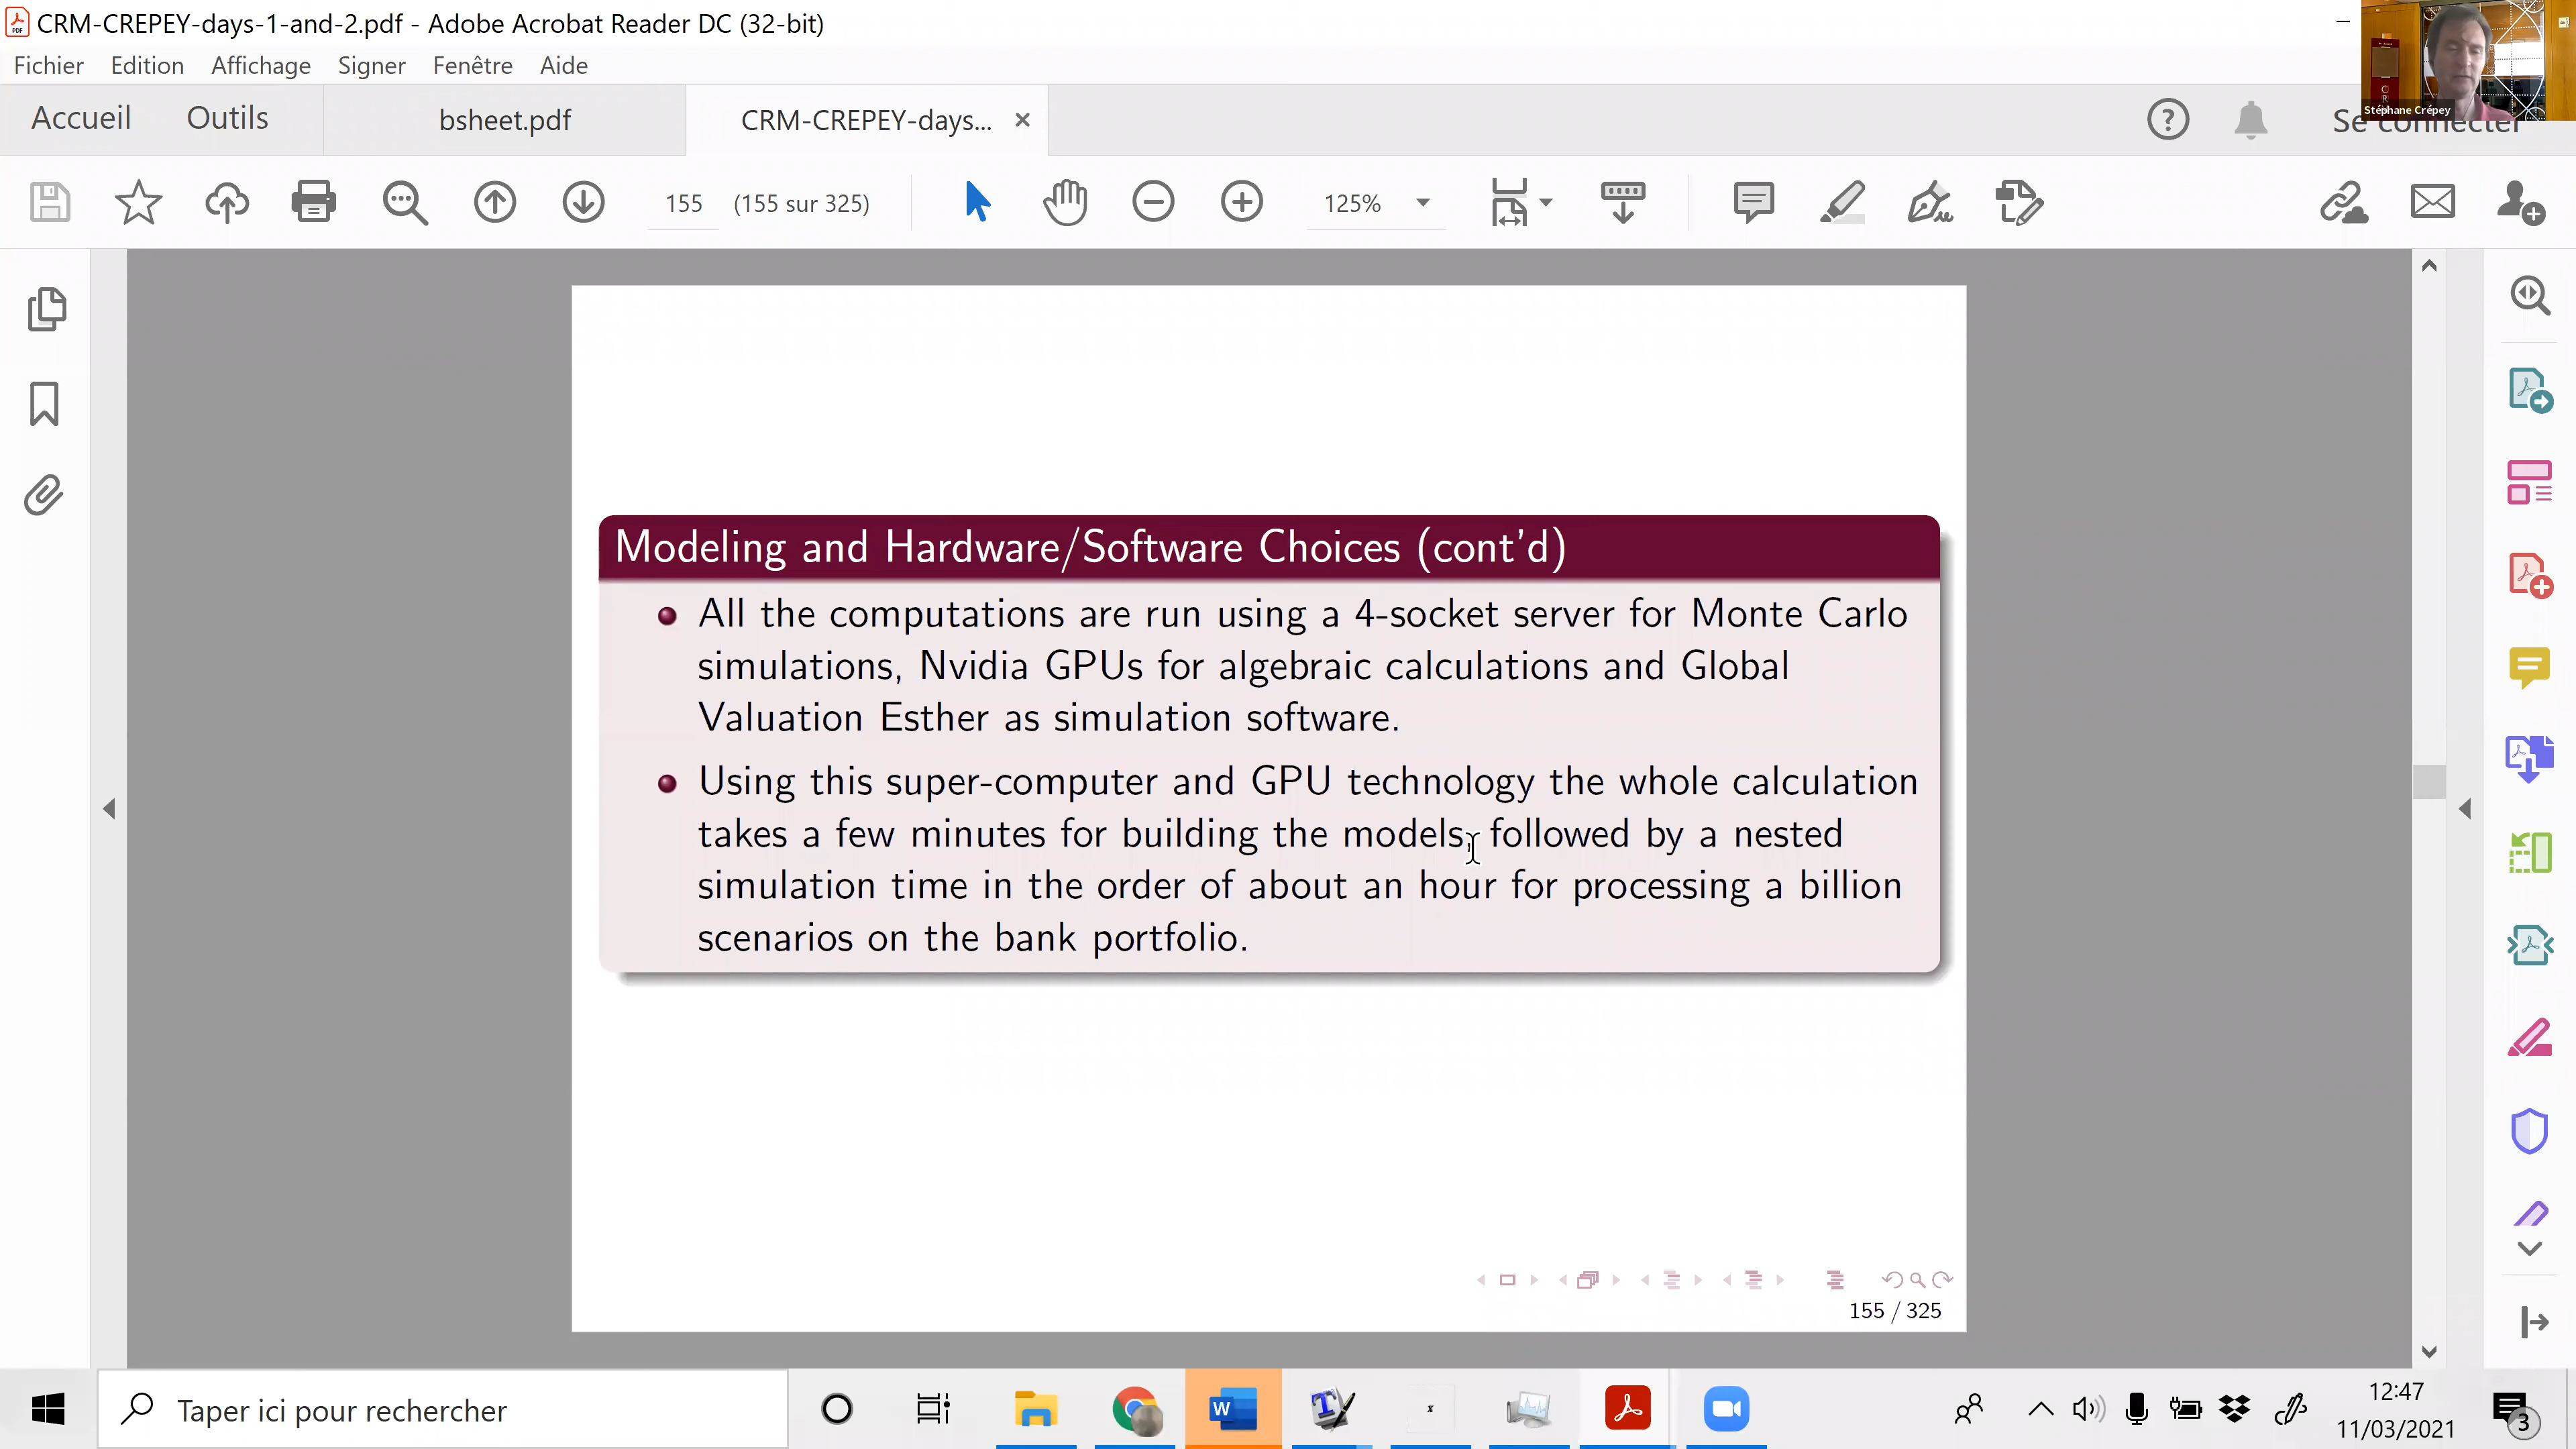 CRM-CREPEY-days-1-and-2.pdf - Adobe Acrobat Reader DC (32-bit)
Fichier Edition Affichage Signer Fenêtre Aide
Stéphane Crépey
Accueil Outils bsheet.pdf CRM-CREPEY-days... Se connecter
155 (155 sur 325) 125%
Modeling and Hardware/Software Choices (cont'd)
All the computations are run using a 4-socket server for Monte Carlo
simulations, Nvidia GPUs for algebraic calculations and Global
Valuation Esther as simulation software.
Using this super-computer and GPU technology the whole calculation
takes a few minutes for building the models, followed by a nested
simulation time in the order of about an hour for processing a billion
scenarios on the bank portfolio.
155 / 325
Taper ici pour rechercher
12:47
11/03/2021
3